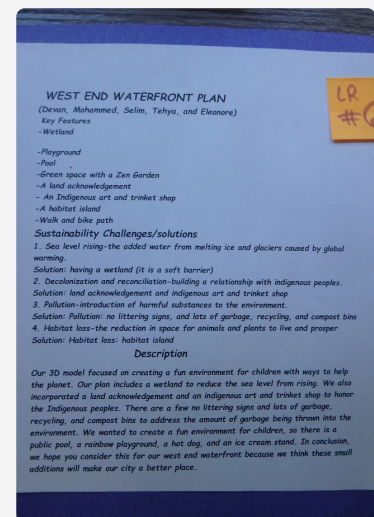 WEST END WATERFRONT PLAN
(Devan, Mohammed, Selim, Tehya, and Eleonore)
Key Features
-Wetland
-Playground
-Pool
-Green space with a Zen Garden
-A land acknowledgement
- An Indigenous art and trinket shop
-A habitat island
-Walk and bike path
Sustainability Challenges/solutions
1. Sea level rising-the added water from melting ice and glaciers caused by global
warming.
Solution: having a wetland (it is a soft barrier)
2. Decolonization and reconciliation-building a relationship with indigenous peoples.
Solution: land acknowledgement and indigenous art and trinket shop
3. Pollution-introduction of harmful substances to the environment.
Solution: Pollution: no littering signs, and lots of garbage, recycling, and compost bins
4. Habitat loss-the reduction in space for animals and plants to live and prosper
Solution: Habitat loss: habitat island
Description
Our 3D model focused on creating a fun environment for children with ways to help
the planet. Our plan includes a wetland to reduce the sea level from rising. We also
incorporated a land acknowledgement and an indigenous art and trinket shop to honor
the Indigenous peoples. There are a few no littering signs and lots of garbage,
recycling, and compost bins to address the amount of garbage being thrown into the
environment. We wanted to create a fun environment for children, so there is a
public pool, a rainbow playground, a hot dog, and an ice cream stand. In conclusion,
we hope you consider this for our west end waterfront because we think these small
additions will make our city a better place.
LR
#